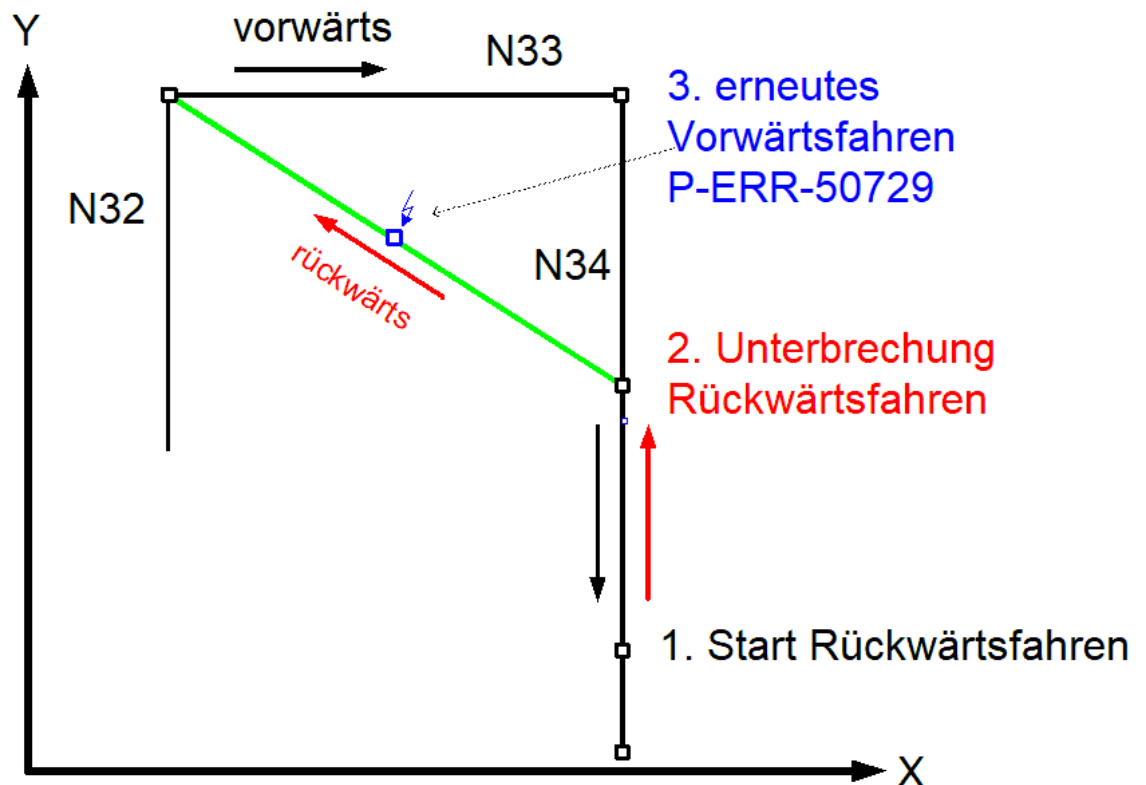 Y
vorwärts
N33
3. erneutes
Vorwärtsfahren
P-ERR-50729
N32
rückwärts
N34
2. Unterbrechung
Rückwärtsfahren
1. Start Rückwärtsfahren
X